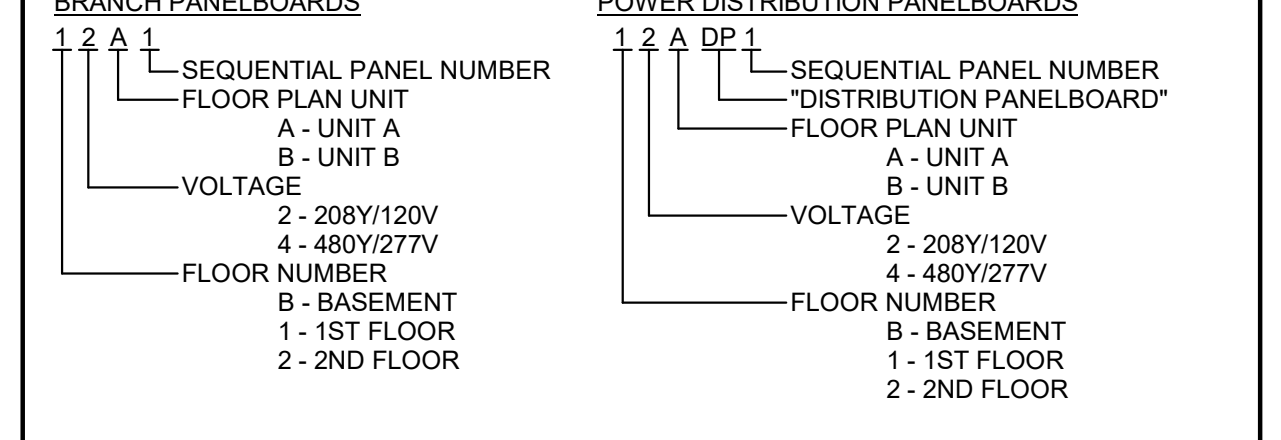 BRANCH PANELBOARDS
1 2 A 1
SEQUENTIAL PANEL NUMBER
FLOOR PLAN UNIT
A - UNIT A
B - UNIT B
VOLTAGE
2 - 208Y/120V
4 - 480Y/277V
FLOOR NUMBER
B - BASEMENT
1 - 1ST FLOOR
2 - 2ND FLOOR
POWER DISTRIBUTION PANELBOARDS
1 2 A DP 1
SEQUENTIAL PANEL NUMBER
"DISTRIBUTION PANELBOARD"
FLOOR PLAN UNIT
A - UNIT A
B - UNIT B
VOLTAGE
2 - 208Y/120V
4 - 480Y/277V
FLOOR NUMBER
B - BASEMENT
1 - 1ST FLOOR
2 - 2ND FLOOR